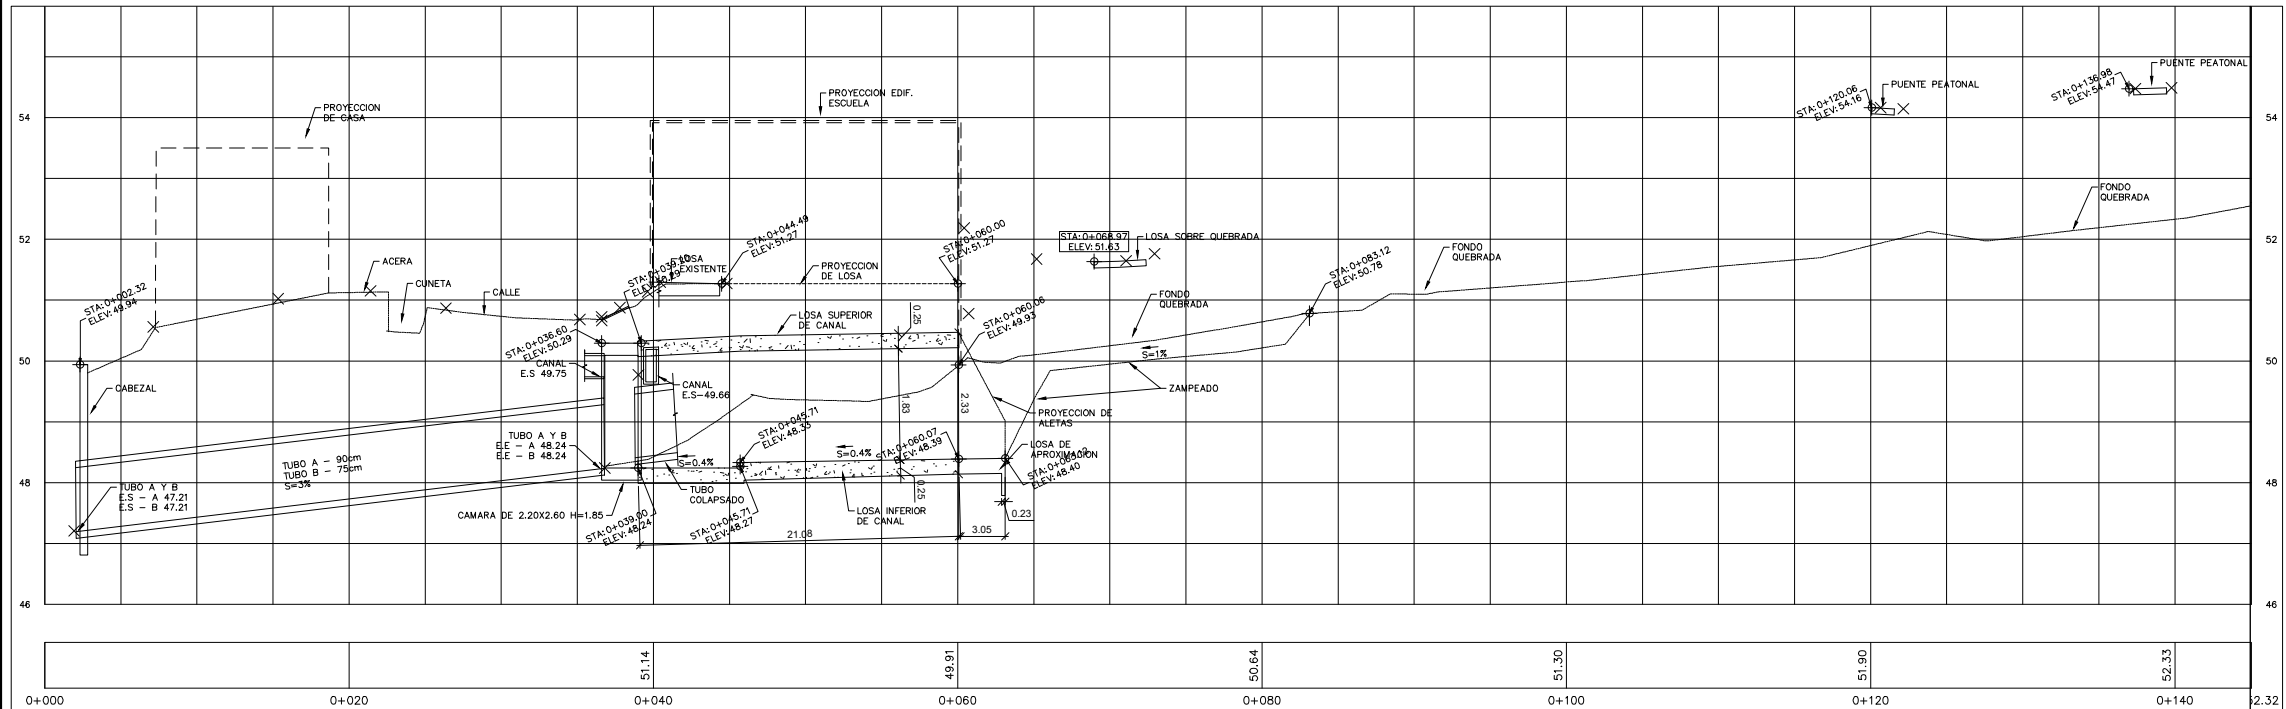 PROYECCION
DE CASA
PROYECCION EDIF.
ESCUELA
PUENTE PEATONAL
STA: 0+136.98
ELEV: 54.47
PUENTE PEATONAL
STA: 0+120.06
ELEV: 54.16
54
54
FONDO
QUEBRADA
52
52
ACERA
CUNETA
CALLE
STA: 0+002.32
ELEV: 49.94
LOSA
EXISTENTE
STA: 0+044.49
ELEV: 51.27
PROYECCION
DE LOSA
STA: 0+060.00
ELEV: 51.27
STA: 0+068.97
ELEV: 51.63
LOSA SOBRE QUEBRADA
STA: 0+083.12
ELEV: 50.78
FONDO
QUEBRADA
FONDO
QUEBRADA
STA: 0+036.60
ELEV: 50.29
LOSA SUPERIOR
DE CANAL
0.25
STA: 0+060.06
ELEV: 49.93
S=1%
50
50
CABEZAL
CANAL
E.S 49.75
CANAL
E.S-49.66
1.83
2.33
ZAMPEADO
PROYECCION DE
ALETAS
STA: 0+045.71
ELEV: 48.33
TUBO A Y B
E.E - A 48.24
E.E - B 48.24
S=0.4%
S=0.4%
STA: 0+060.07
ELEV: 48.39
LOSA DE
APROXIMACION
ELEV: 48.40
TUBO A - 90cm
TUBO B - 75cm
S=3%
48
48
TUBO A Y B
E.S - A 47.21
E.S - B 47.21
TUBO
COLAPSADO
CAMARA DE 2.20X2.60 H=1.85
STA: 0+039.00
ELEV: 48.24
STA: 0+045.71
ELEV: 48.27
LOSA INFERIOR
DE CANAL
0.25
0.23
21.08
3.05
46
46
51.14
49.91
50.64
51.30
51.90
52.33
0+000
0+020
0+040
0+060
0+080
0+100
0+120
0+140